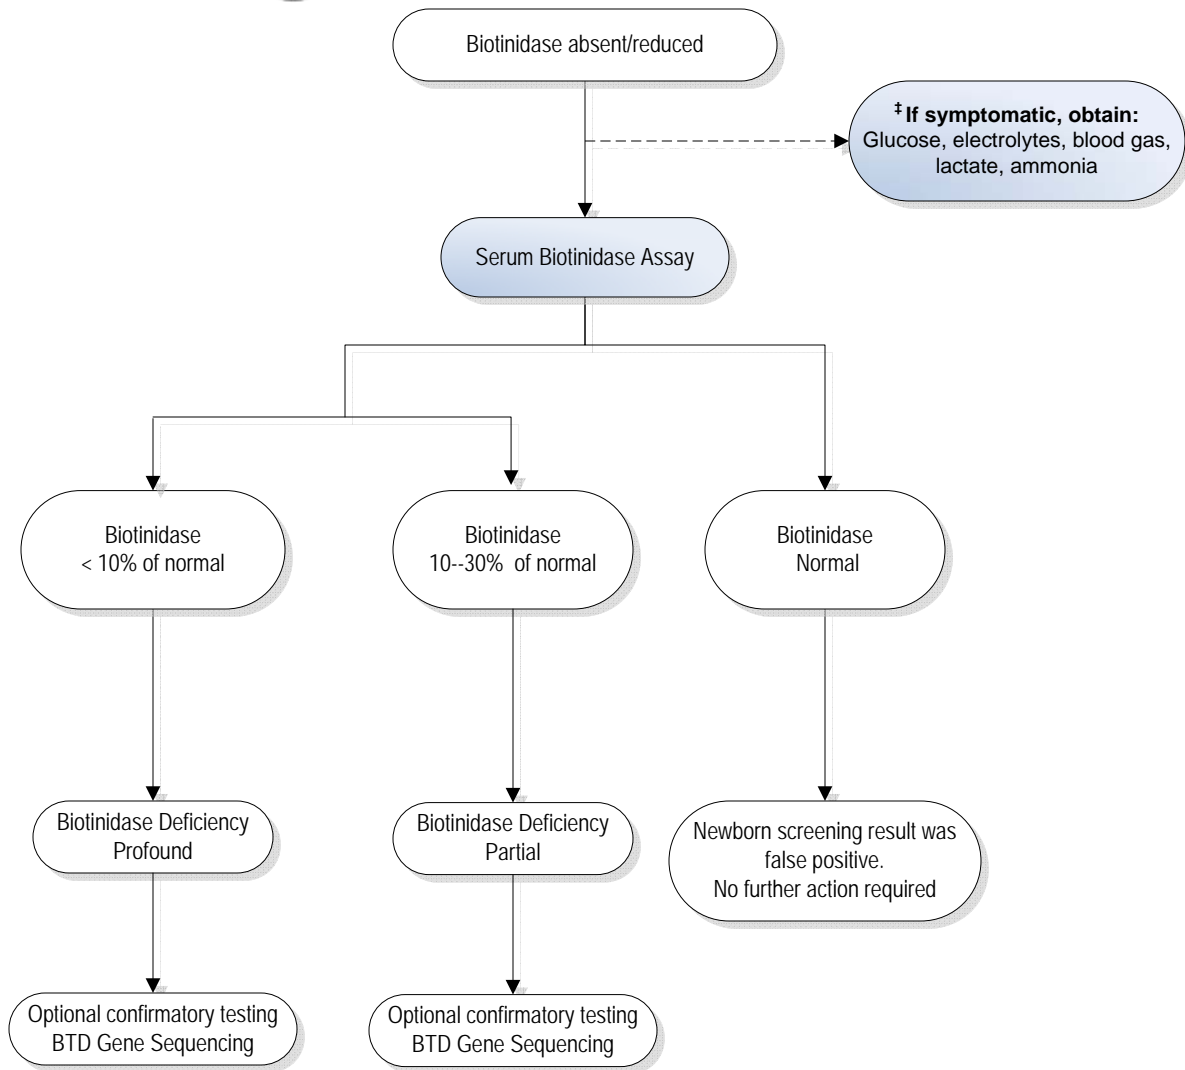 Biotinidase absent/reduced
‡ If symptomatic, obtain:
Glucose, electrolytes, blood gas,
lactate, ammonia
Serum Biotinidase Assay
Biotinidase
< 10% of normal
Biotinidase
10--30% of normal
Biotinidase
Normal
Biotinidase Deficiency
Profound
Biotinidase Deficiency
Partial
Newborn screening result was
false positive.
No further action required
Optional confirmatory testing
BTD Gene Sequencing
Optional confirmatory testing
BTD Gene Sequencing